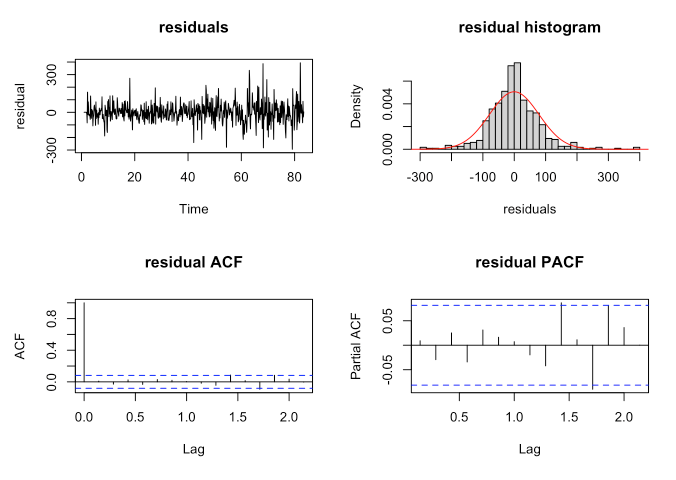 residuals
residual
300
0
-300
0
20
40
60
80
Time
residual histogram
Density
0.004
0.000
-300
-100
0
100
300
residuals
residual ACF
ACF
0.8
0.4
0.0
0.0
0.5
1.0
1.5
2.0
Lag
residual PACF
Partial ACF
0.05
-0.05
0.5
1.0
1.5
2.0
Lag